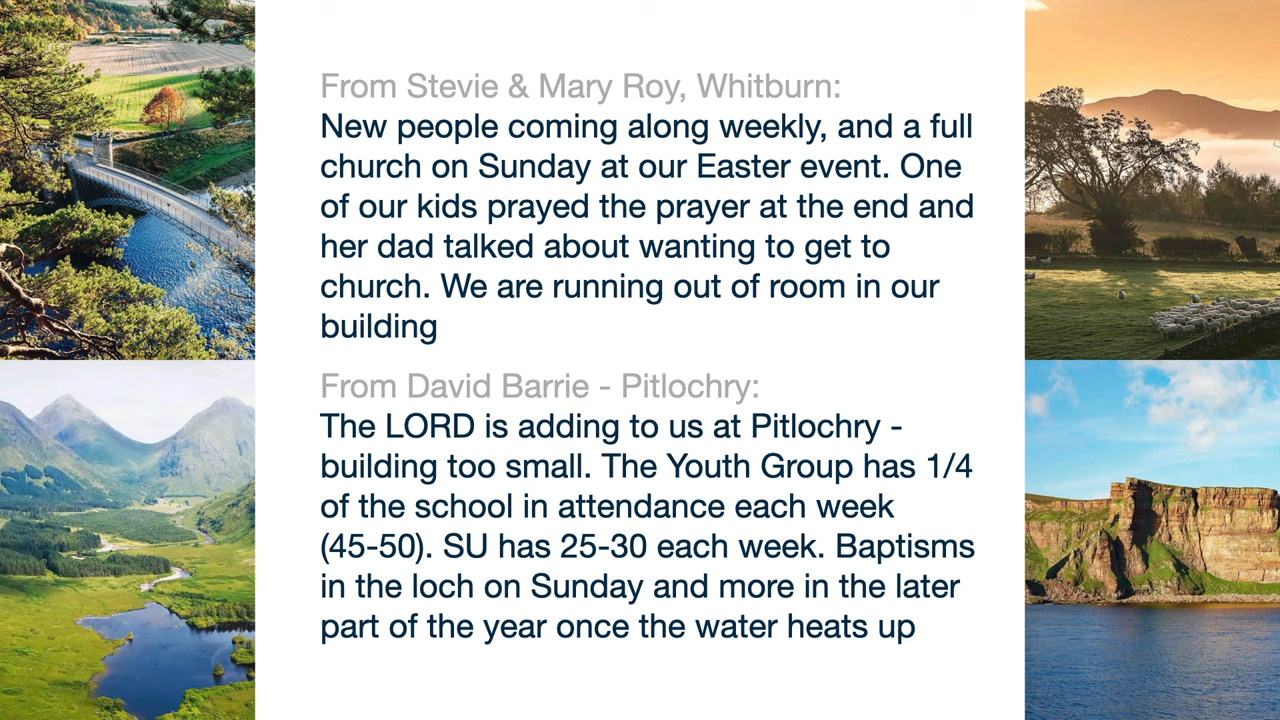 From Stevie & Mary Roy, Whitburn:
New people coming along weekly, and a full
church on Sunday at our Easter event. One
of our kids prayed the prayer at the end and
her dad talked about wanting to get to
church. We are running out of room in our
building
From David Barrie - Pitlochry:
The LORD is adding to us at Pitlochry -
building too small. The Youth Group has 1/4
of the school in attendance each week
(45-50). SU has 25-30 each week. Baptisms
in the loch on Sunday and more in the later
part of the year once the water heats up